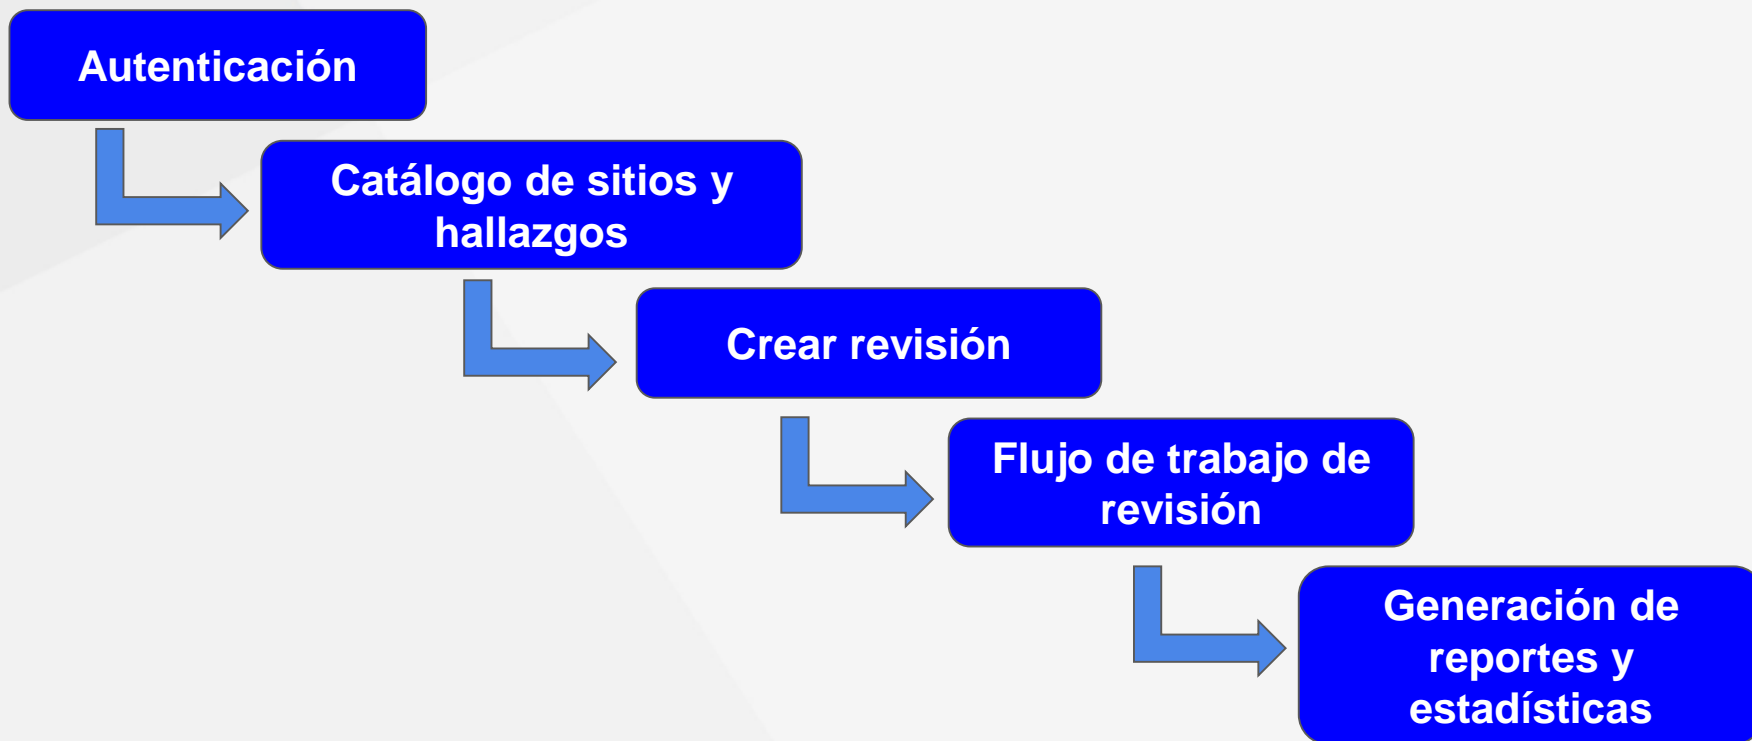 Autenticación
Catálogo de sitios y
hallazgos
Crear revisión
Flujo de trabajo de
revisión
Generación de
reportes y
estadísticas